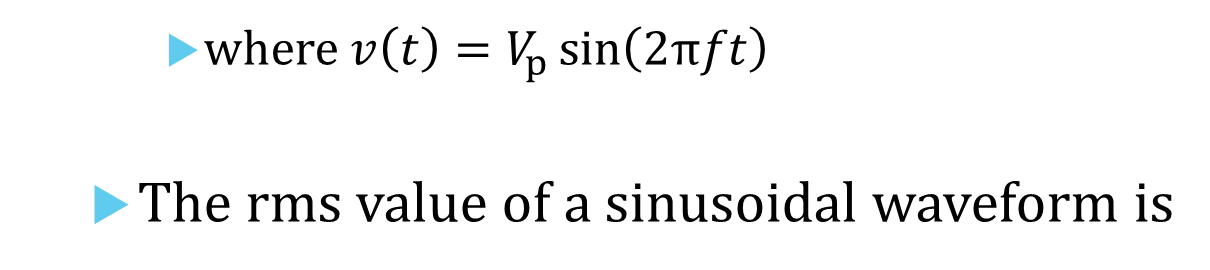 ▶where v(t) = Vₚ sin(2πft)
▶The rms value of a sinusoidal waveform is